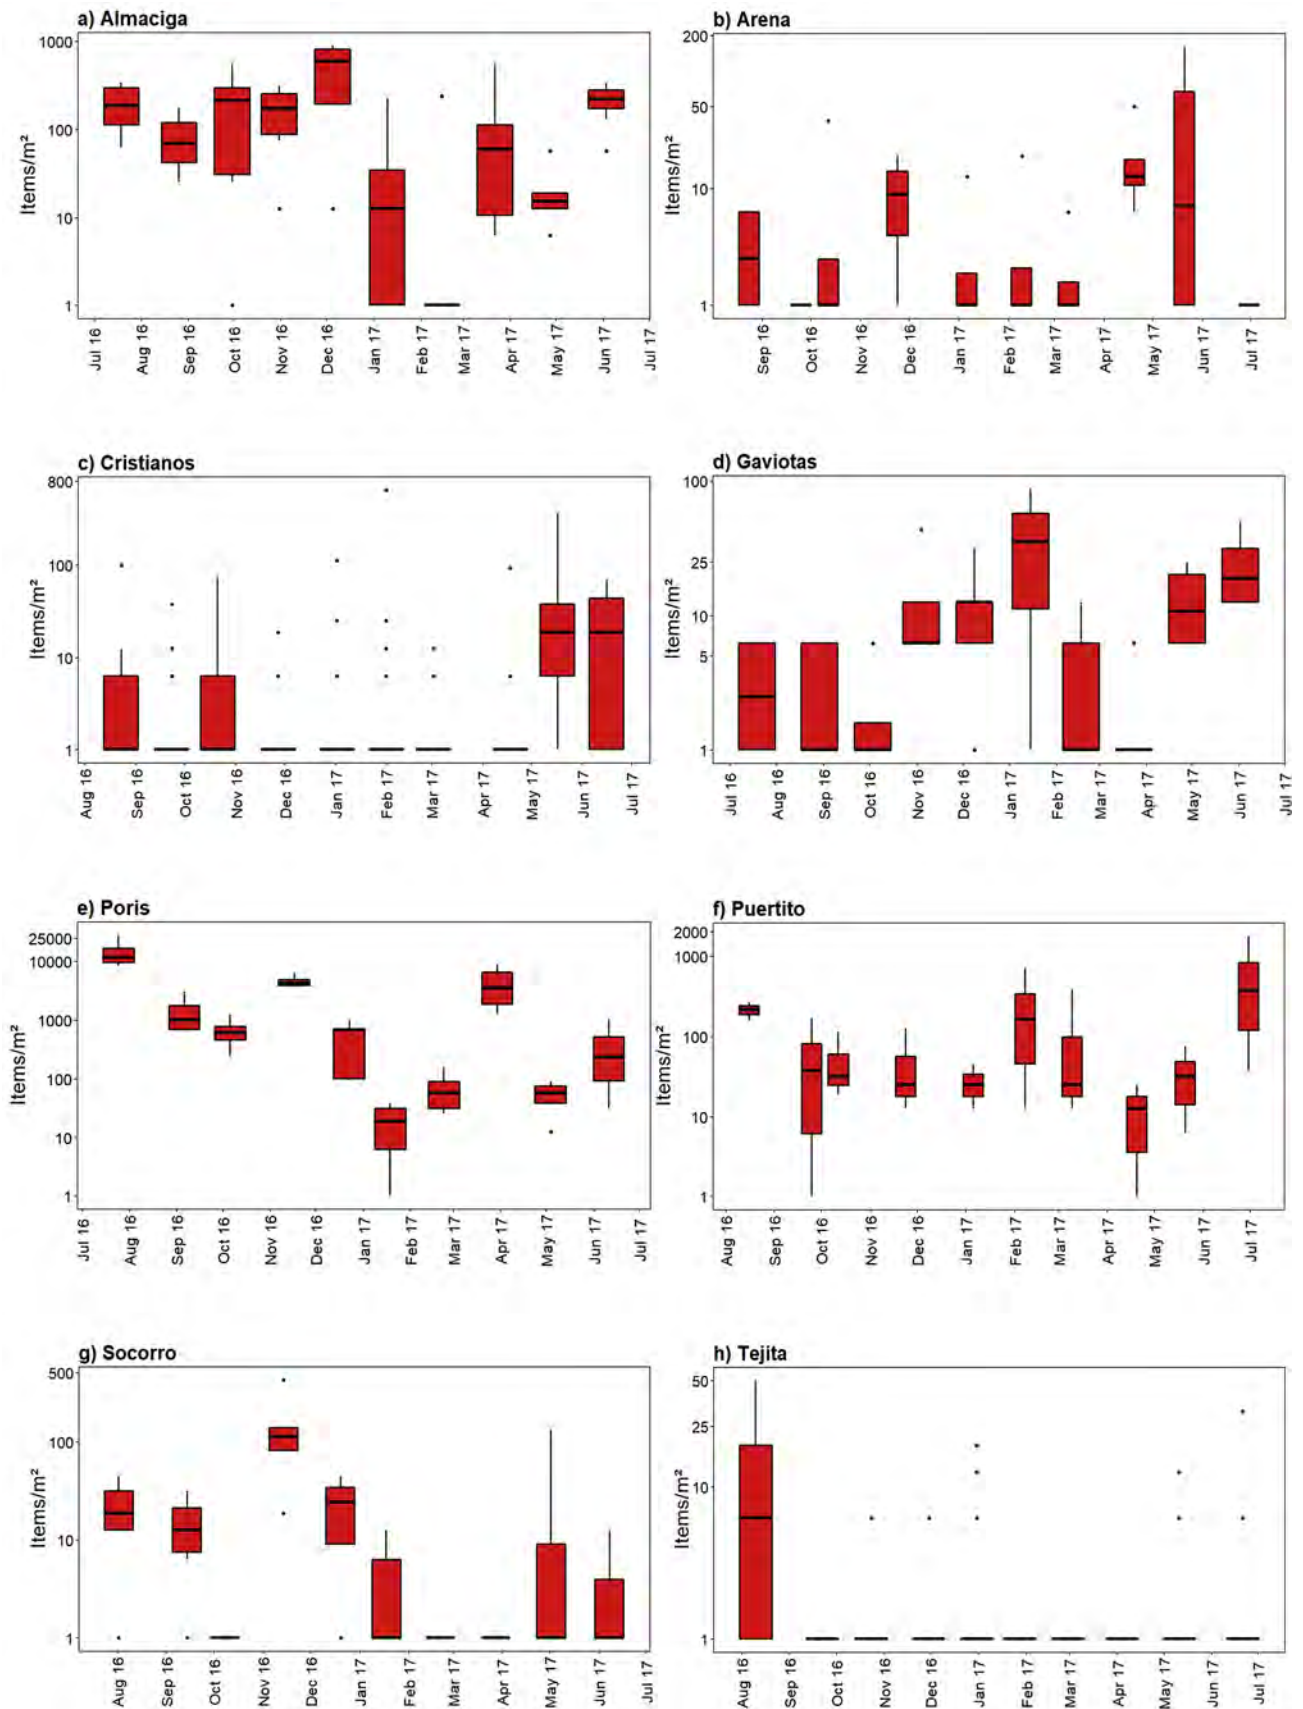 a) Almaciga
Items/m²
1000
100
10
1
Jul 16
Aug 16
Sep 16
Oct 16
Nov 16
Dec 16
Jan 17
Feb 17
Mar 17
Apr 17
May 17
Jun 17
Jul 17
b) Arena
Items/m²
200
50
10
1
Sep 16
Oct 16
Nov 16
Dec 16
Jan 17
Feb 17
Mar 17
Apr 17
May 17
Jun 17
Jul 17
c) Cristianos
Items/m²
800
100
10
1
Aug 16
Sep 16
Oct 16
Nov 16
Dec 16
Jan 17
Feb 17
Mar 17
Apr 17
May 17
Jun 17
Jul 17
d) Gaviotas
Items/m²
100
25
10
5
1
Jul 16
Aug 16
Sep 16
Oct 16
Nov 16
Dec 16
Jan 17
Feb 17
Mar 17
Apr 17
May 17
Jun 17
Jul 17
e) Poris
Items/m²
25000
10000
1000
100
10
1
Jul 16
Aug 16
Sep 16
Oct 16
Nov 16
Dec 16
Jan 17
Feb 17
Mar 17
Apr 17
May 17
Jun 17
Jul 17
f) Puertito
Items/m²
2000
1000
100
10
1
Aug 16
Sep 16
Oct 16
Nov 16
Dec 16
Jan 17
Feb 17
Mar 17
Apr 17
May 17
Jun 17
Jul 17
g) Socorro
Items/m²
500
100
10
1
Aug 16
Sep 16
Oct 16
Nov 16
Dec 16
Jan 17
Feb 17
Mar 17
Apr 17
May 17
Jun 17
Jul 17
h) Tejita
Items/m²
50
25
10
1
Aug 16
Sep 16
Oct 16
Nov 16
Dec 16
Jan 17
Feb 17
Mar 17
Apr 17
May 17
Jun 17
Jul 17